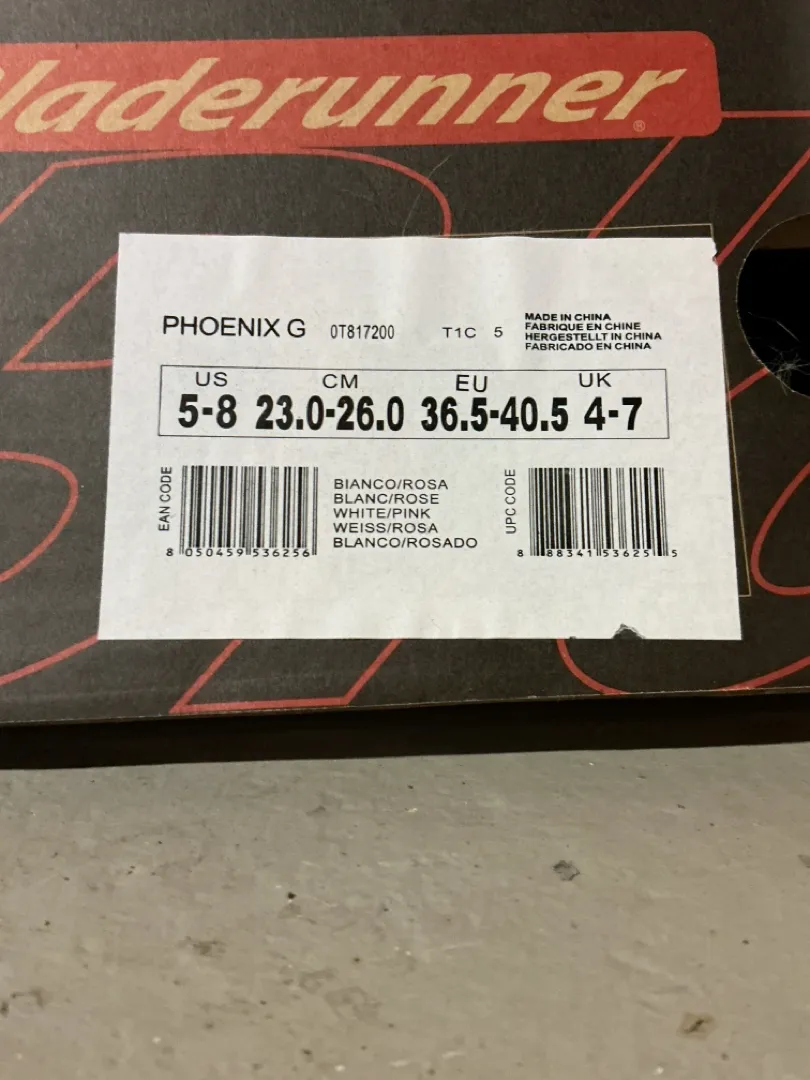 laderunner®
PHOENIX G 0T817200 T1C 5
MADE IN CHINA
FABRIQUE EN CHINE
HERGESTELLT IN CHINA
FABRICADO EN CHINA
US CM EU UK
5-8 23.0-26.0 36.5-40.5 4-7
EAN CODE
8 050459 536256
BIANCO/ROSA
BLANC/ROSE
WHITE/PINK
WEISS/ROSA
BLANCO/ROSADO
UPC CODE
8 88341 53625 5